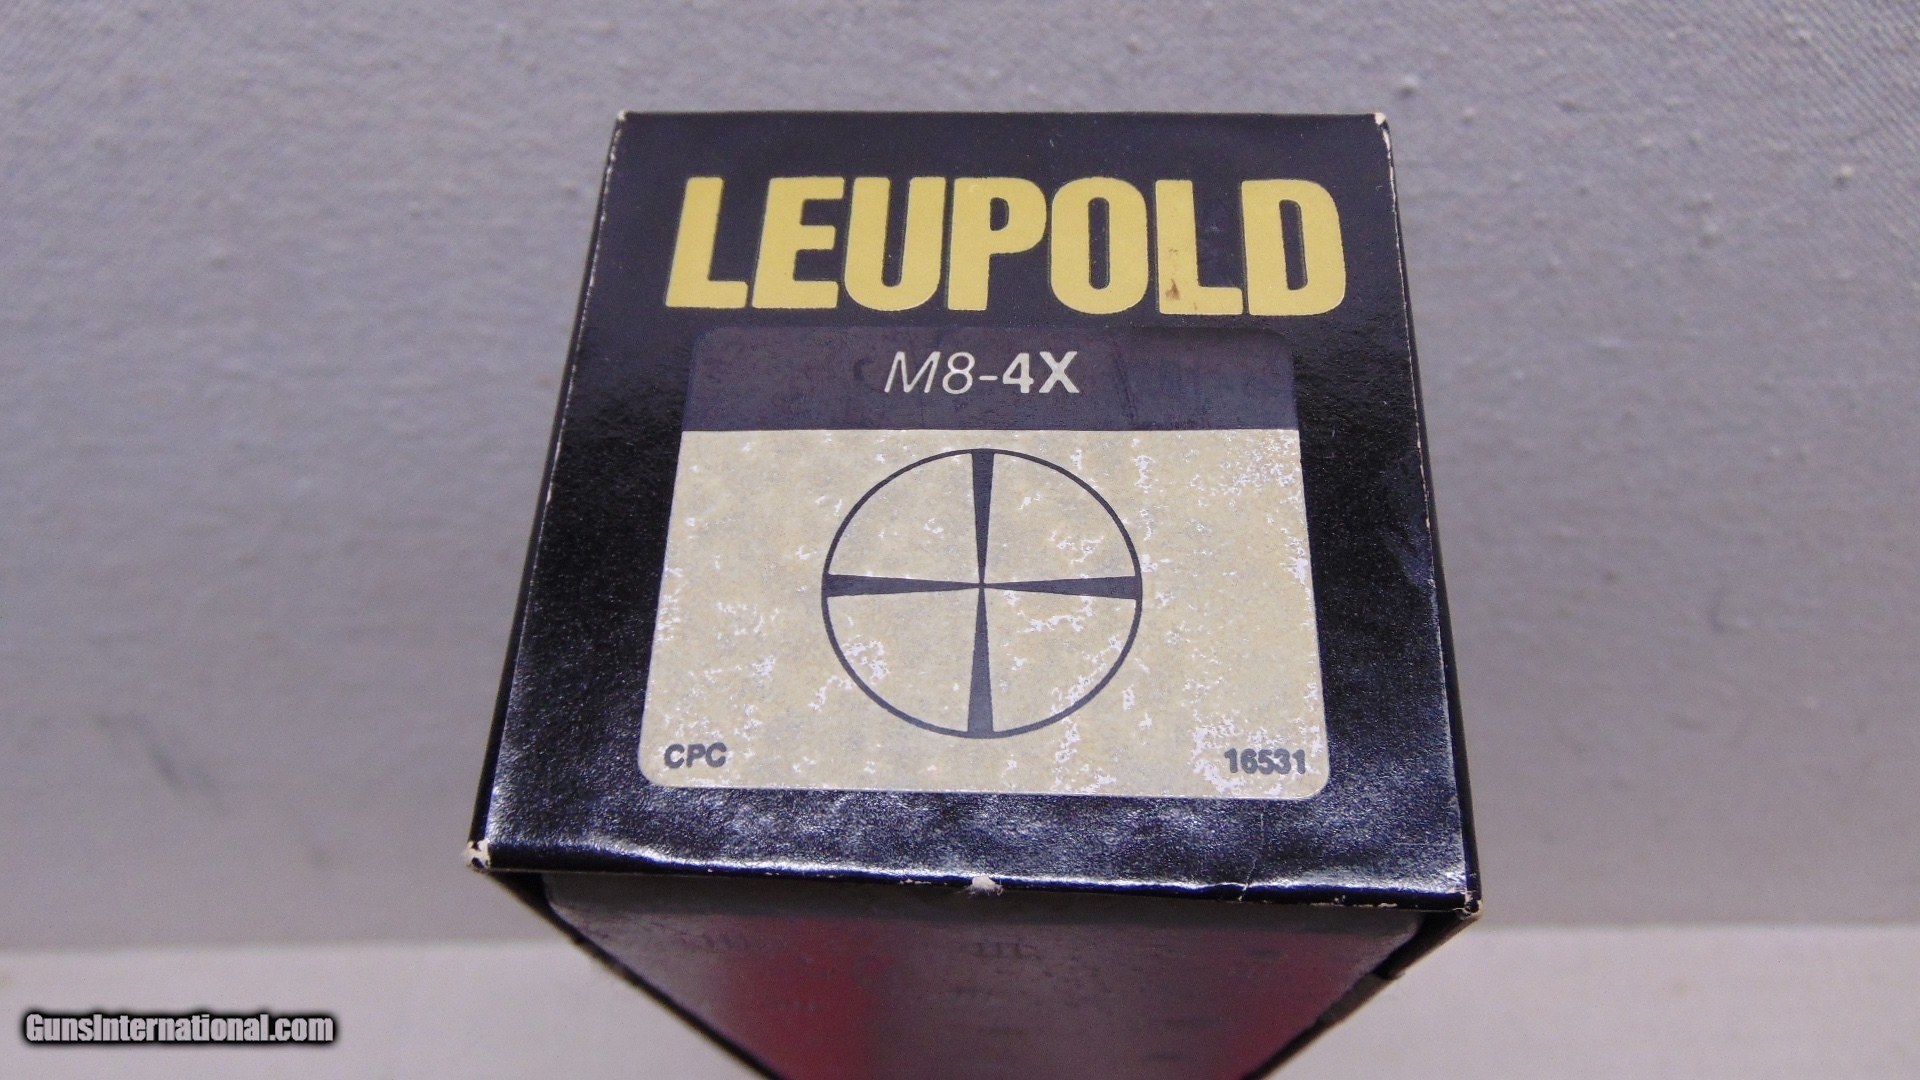 LEUPOLD
M8-4X
CPC 16531
GunsInternational.com